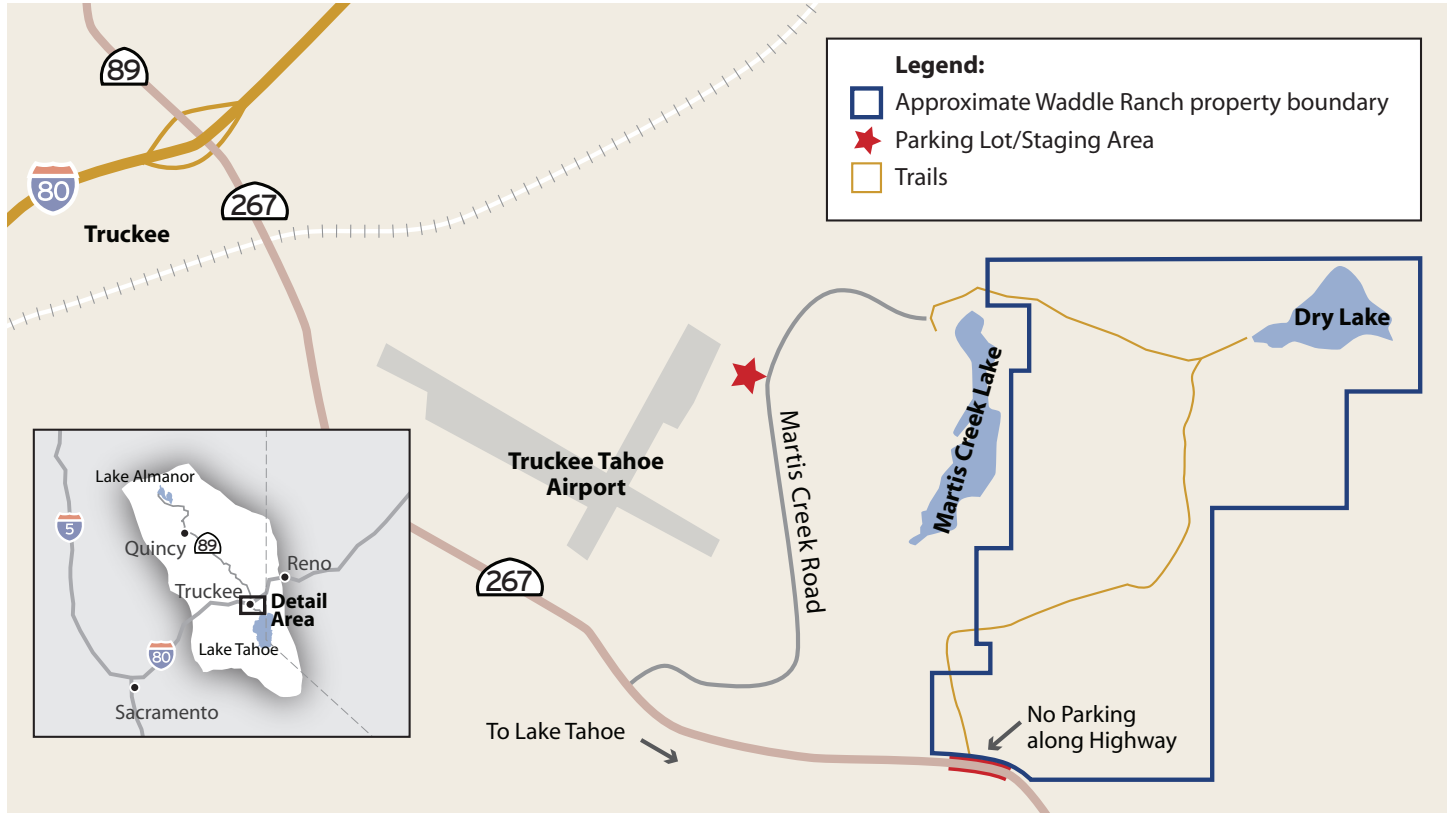 89
80
267
Truckee
Legend:
Approximate Waddle Ranch property boundary
Parking Lot/Staging Area
Trails
Dry Lake
Martis Creek Lake
Martis Creek Road
Truckee Tahoe
Airport
267
To Lake Tahoe
No Parking
along Highway
Lake Almanor
5
Quincy
89
Reno
Truckee
Detail
Area
80
Lake Tahoe
Sacramento